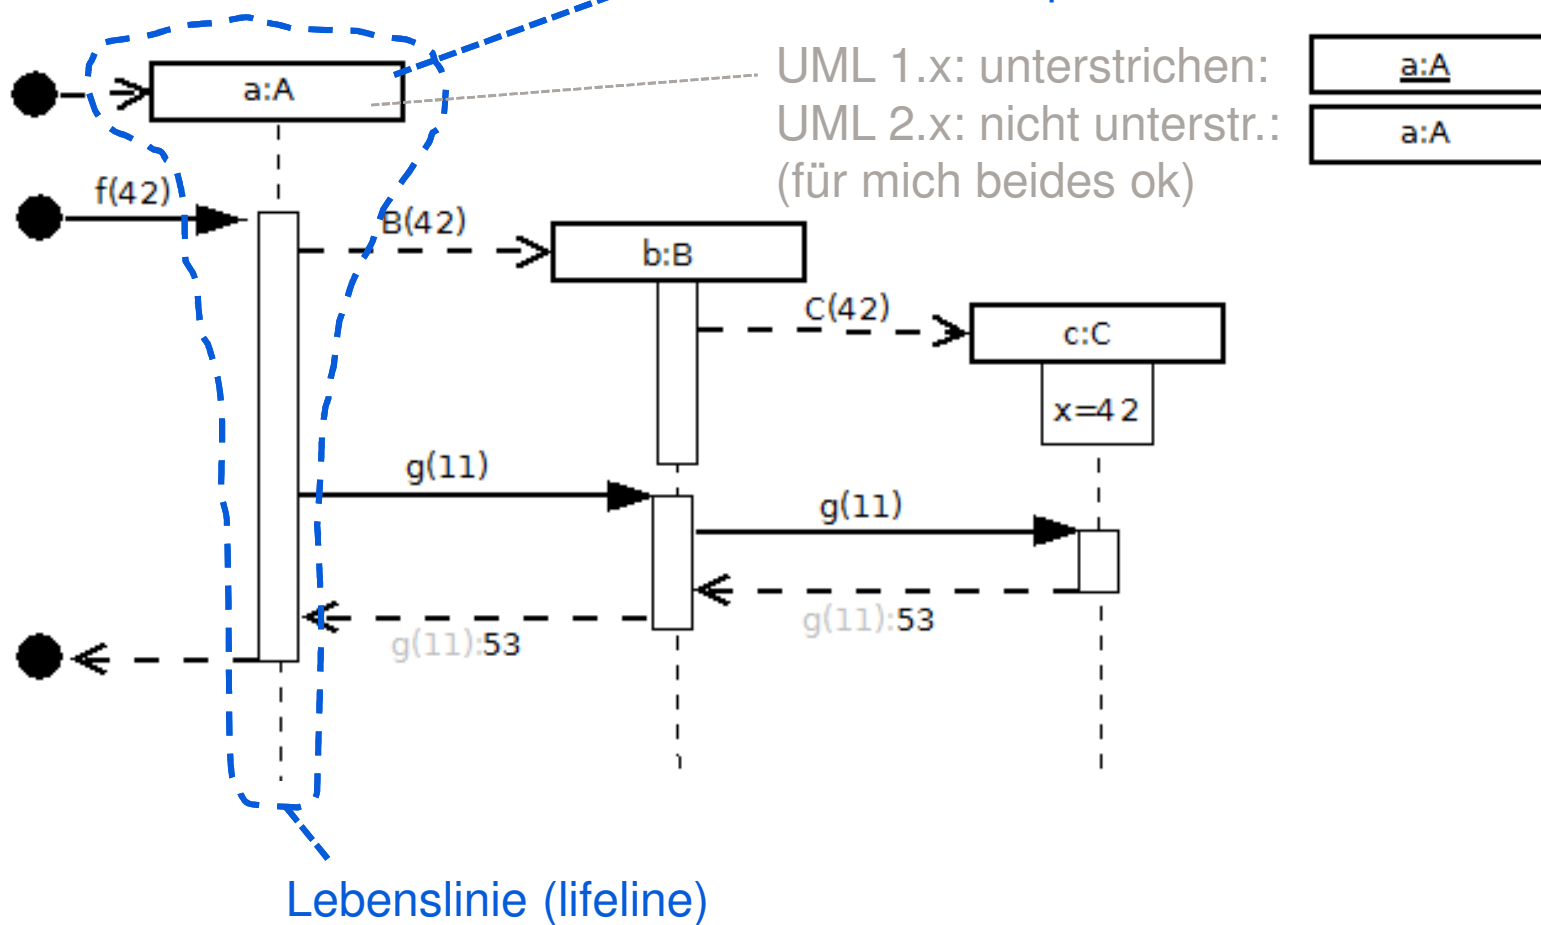 UML 1.x: unterstrichen:
a:A
a:A
UML 2.x: nicht unterstr.:
a:A
(für mich beides ok)
f(42)
B(42)
b:B
C(42)
c:C
x=42
g(11)
g(11)
g(11):53
g(11):53
Lebenslinie (lifeline)